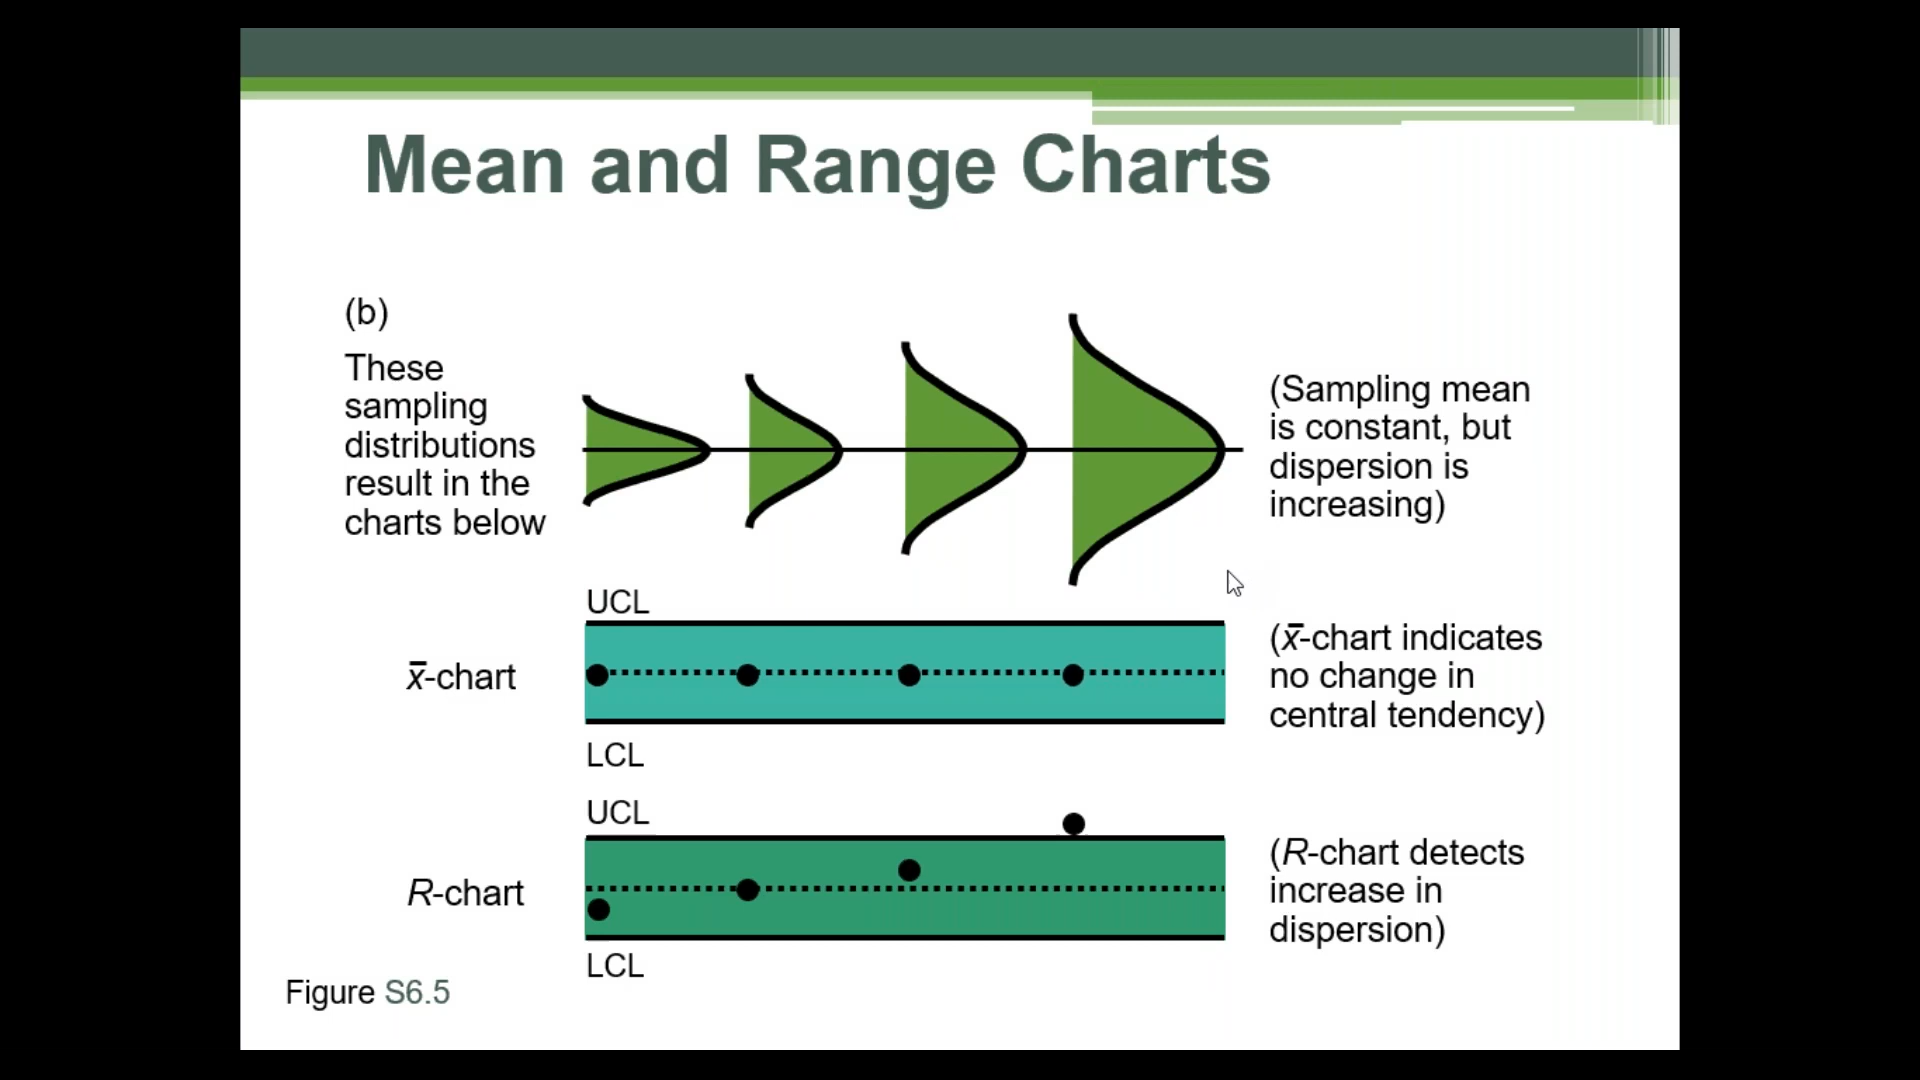 Mean and Range Charts
(b)
These
sampling
distributions
result in the
charts below
(Sampling mean
is constant, but
dispersion is
increasing)
UCL
x̄-chart
LCL
(x̄-chart indicates
no change in
central tendency)
UCL
R-chart
LCL
(R-chart detects
increase in
dispersion)
Figure S6.5